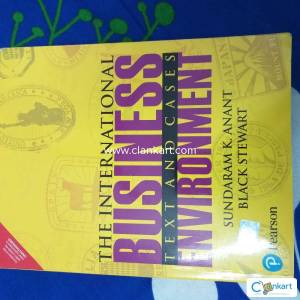 THE INTERNATIONAL
BUSINESS
TEXT AND CASES
ENVIRONMENT
SUNDARAM K. ANANT
BLACK STEWART
Pearson
www.clankart.com
Clankart